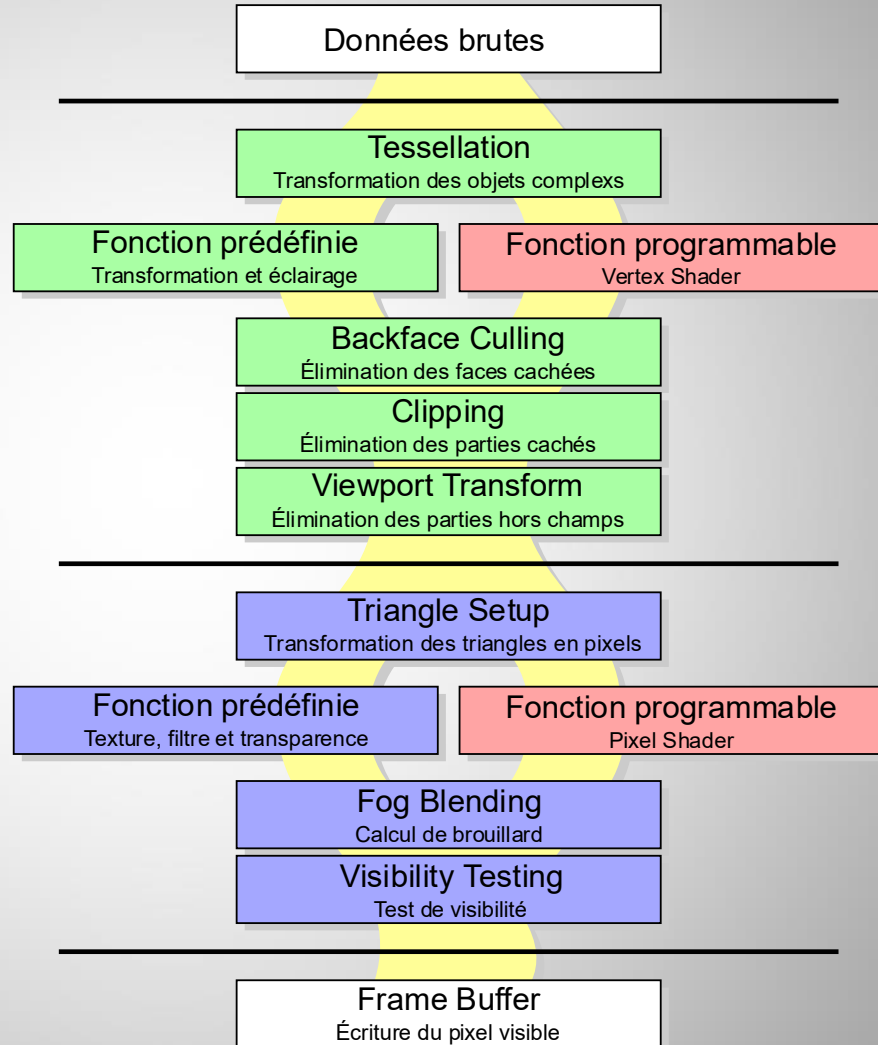 Données brutes
Tessellation
Transformation des objets complexs
Fonction prédéfinie
Transformation et éclairage
Fonction programmable
Vertex Shader
Backface Culling
Élimination des faces cachées
Clipping
Élimination des parties cachés
Viewport Transform
Élimination des parties hors champs
Triangle Setup
Transformation des triangles en pixels
Fonction prédéfinie
Texture, filtre et transparence
Fonction programmable
Pixel Shader
Fog Blending
Calcul de brouillard
Visibility Testing
Test de visibilité
Frame Buffer
Écriture du pixel visible